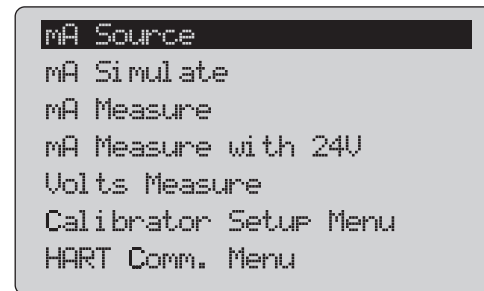 mA Source
mA Simulate
mA Measure
mA Measure with 24V
Volts Measure
Calibrator Setup Menu
HART Comm. Menu